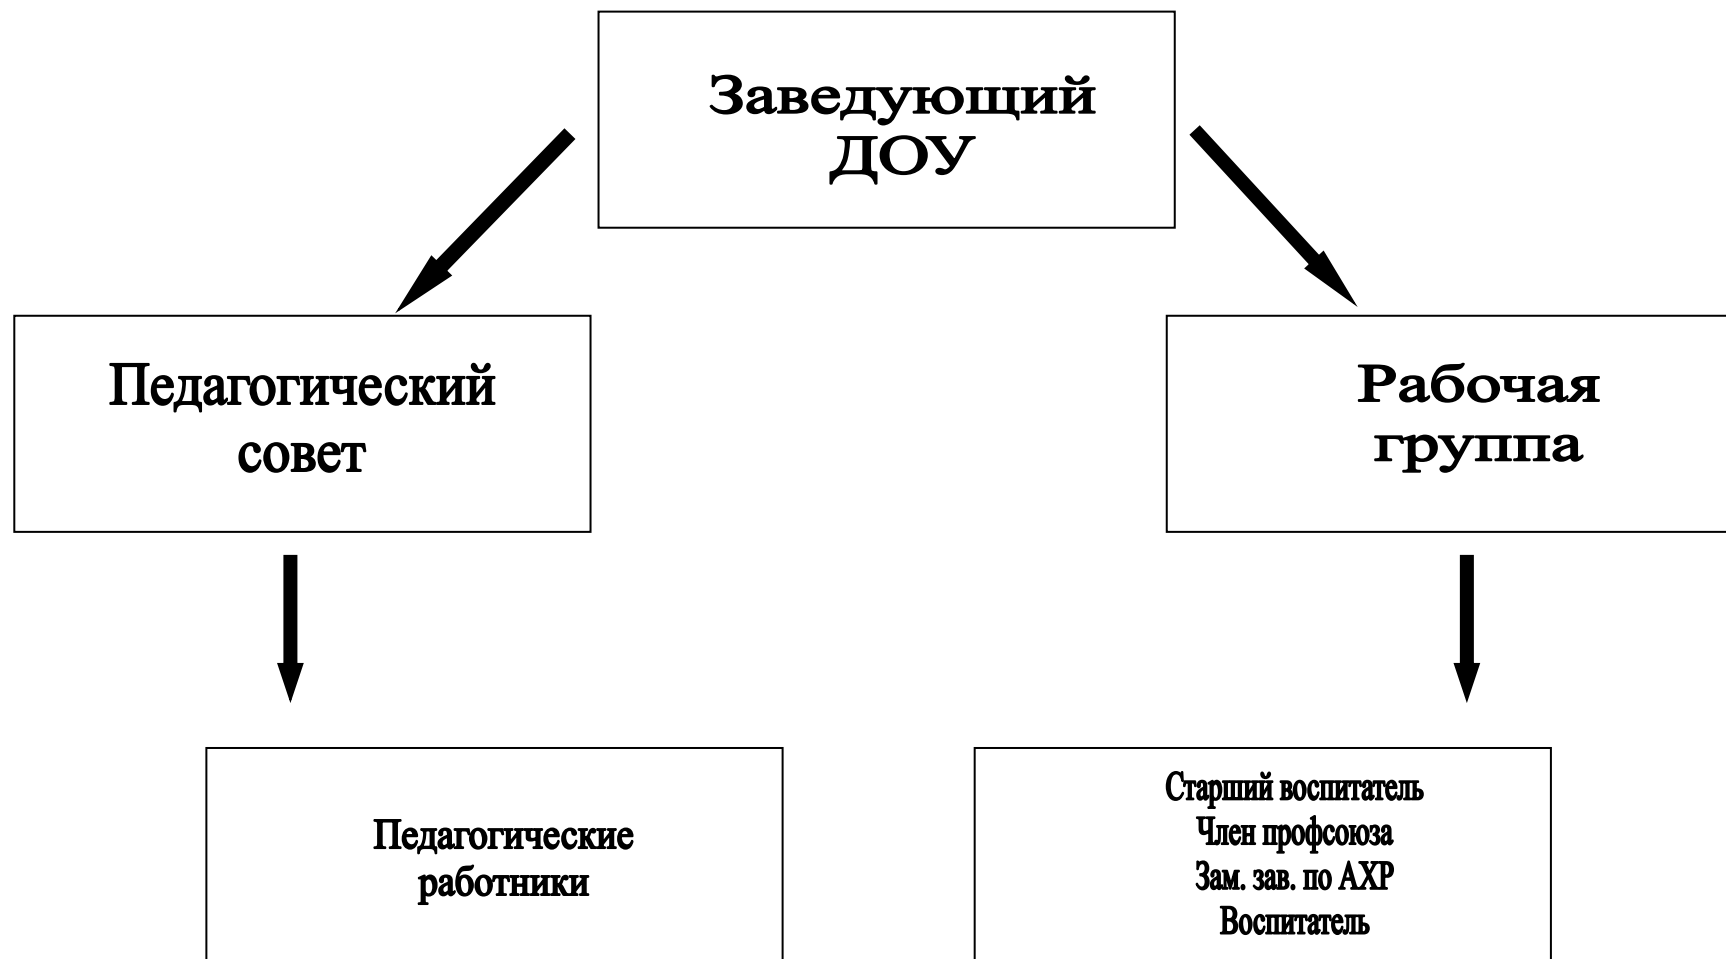 Заведующий
ДОУ
Педагогический
совет
Рабочая
группа
Педагогические
работники
Старший воспитатель
Член профсоюза
Зам. зав. по АХР
Воспитатель